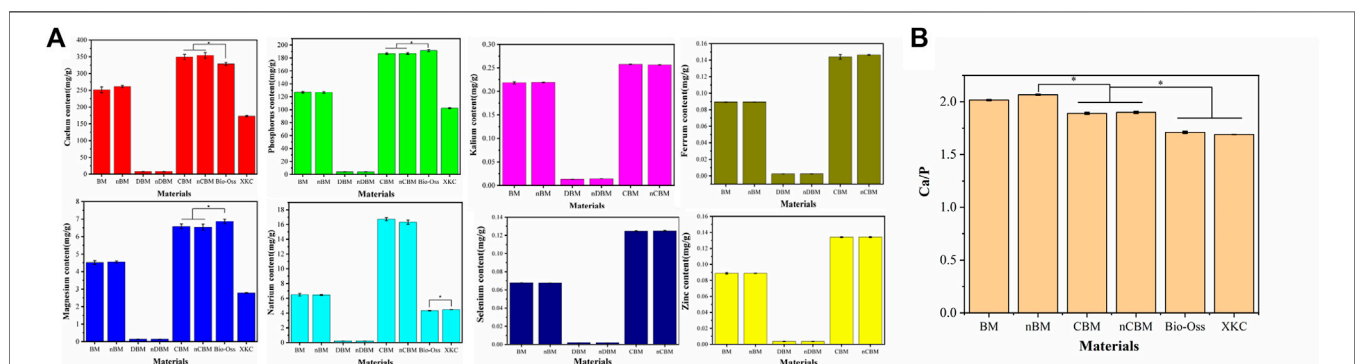 A
Cacium content(mg/g)
400
350
300
250
200
150
100
50
0
BM nBM DBM nDBM CBM nCBM Bio-Oss XKC
Materials
*
Phosphorus content(mg/g)
200
180
160
140
120
100
80
60
40
20
0
BM nBM DBM nDBM CBM nCBM Bio-Oss XKC
Materials
*
Kalium content(mg/g)
0.30
0.25
0.20
0.15
0.10
0.05
0.00
BM nBM DBM nDBM CBM nCBM
Materials
Ferrum content(mg/g)
0.16
0.14
0.12
0.10
0.08
0.06
0.04
0.02
0.00
BM nBM DBM nDBM CBM nCBM
Materials
Magnesium content(mg/g)
8
7
6
5
4
3
2
1
0
BM nBM DBM nDBM CBM nCBM Bio-Oss XKC
Materials
*
Natrium content(mg/g)
16
14
12
10
8
6
4
2
0
BM nBM DBM nDBM CBM nCBM Bio-Oss XKC
Materials
*
Selenium content(mg/g)
0.14
0.12
0.10
0.08
0.06
0.04
0.02
0.00
BM nBM DBM nDBM CBM nCBM
Materials
Zinc content(mg/g)
0.16
0.14
0.12
0.10
0.08
0.06
0.04
0.02
0.00
BM nBM DBM nDBM CBM nCBM
Materials
B
Ca/P
2.0
1.5
1.0
0.5
0.0
* *
BM nBM CBM nCBM Bio-Oss XKC
Materials